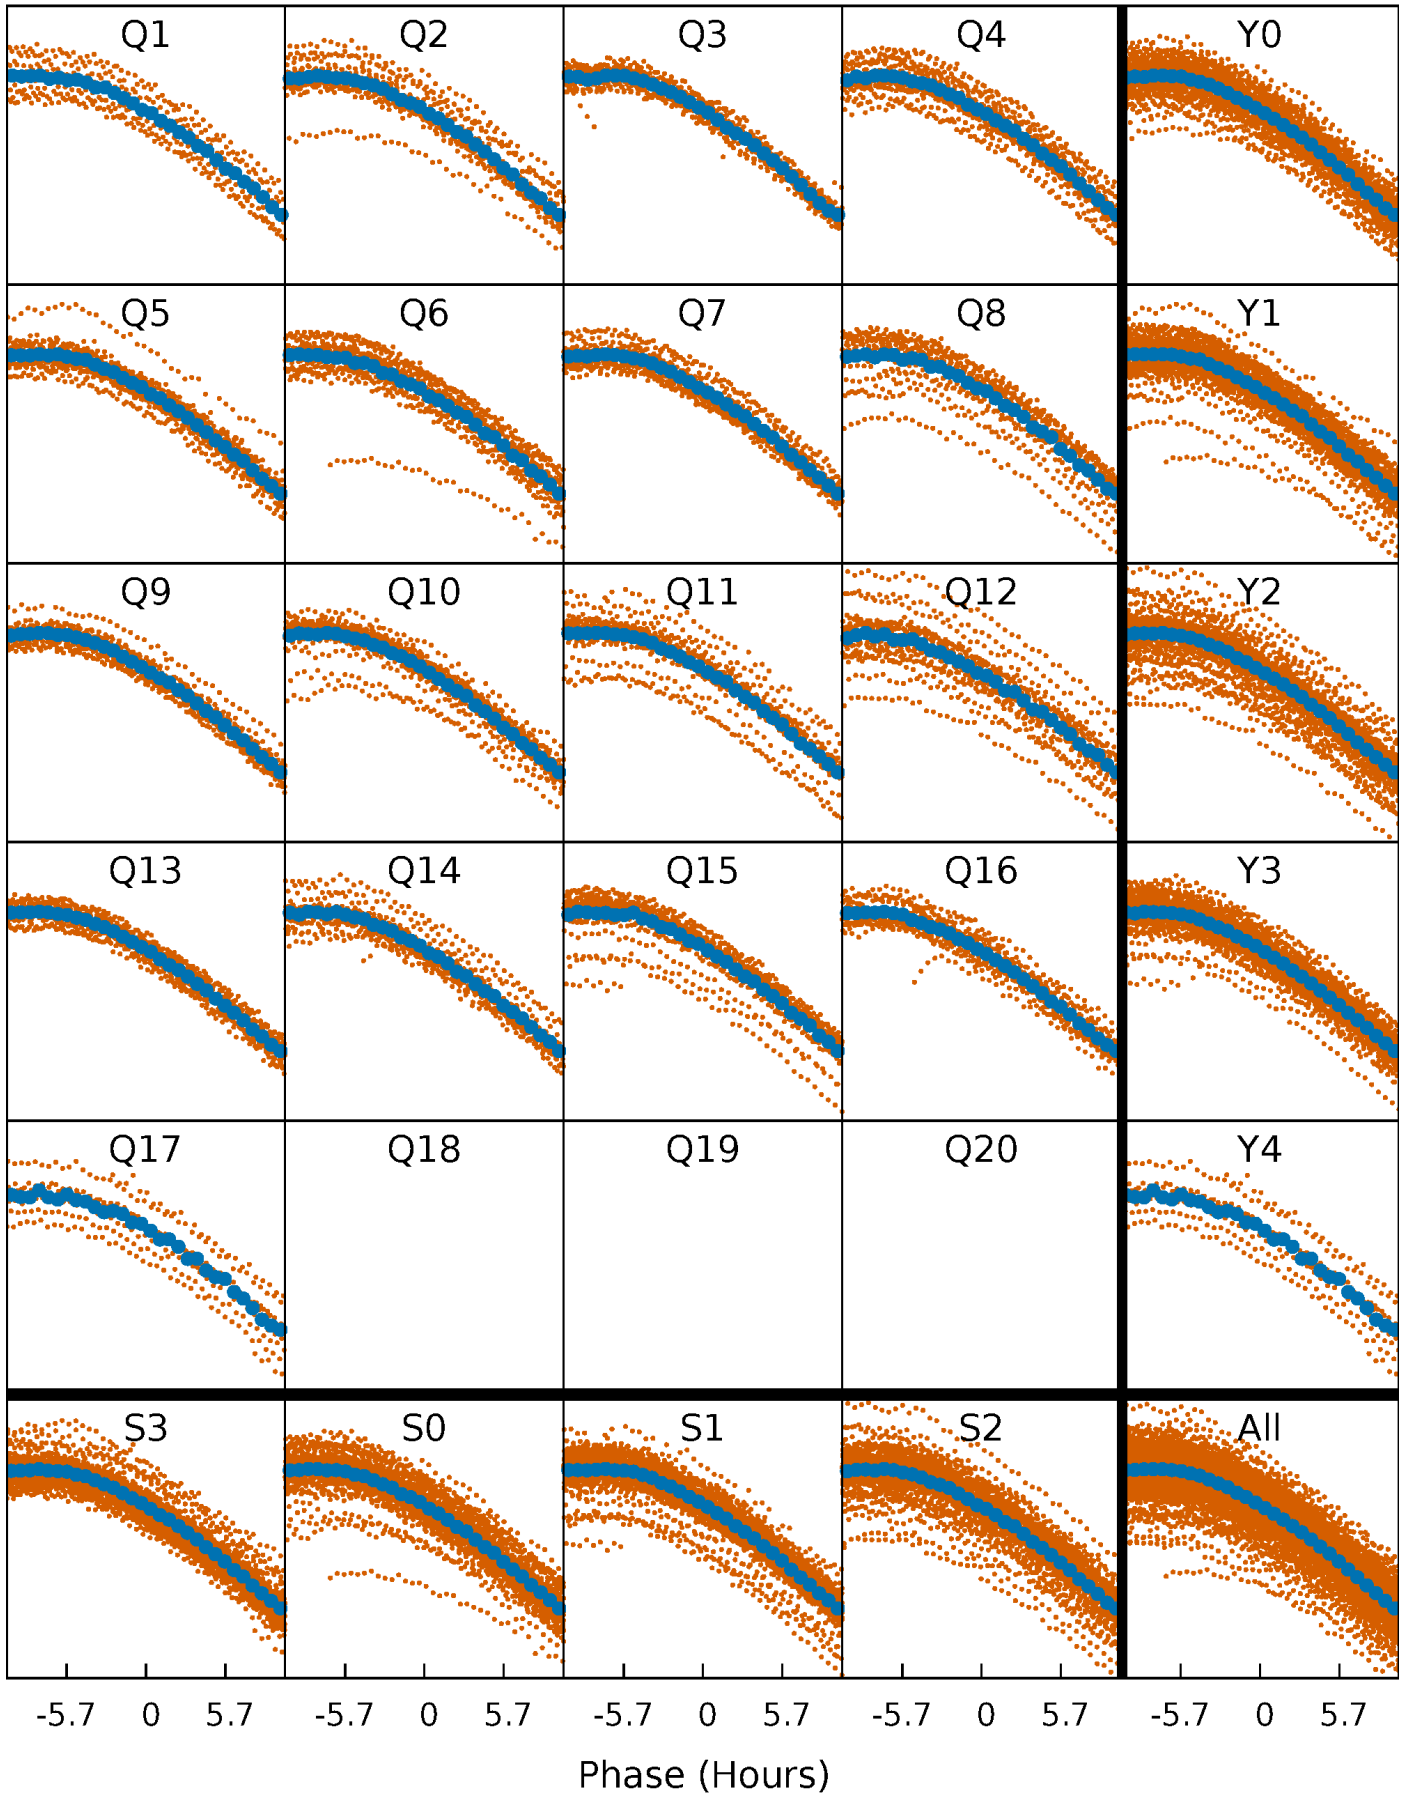 Q1 Q2 Q3 Q4 Y0
Q5 Q6 Q7 Q8 Y1
Q9 Q10 Q11 Q12 Y2
Q13 Q14 Q15 Q16 Y3
Q17 Q18 Q19 Q20 Y4
S3 S0 S1 S2 All
-5.7 0 5.7 -5.7 0 5.7 -5.7 0 5.7 -5.7 0 5.7 -5.7 0 5.7
Phase (Hours)